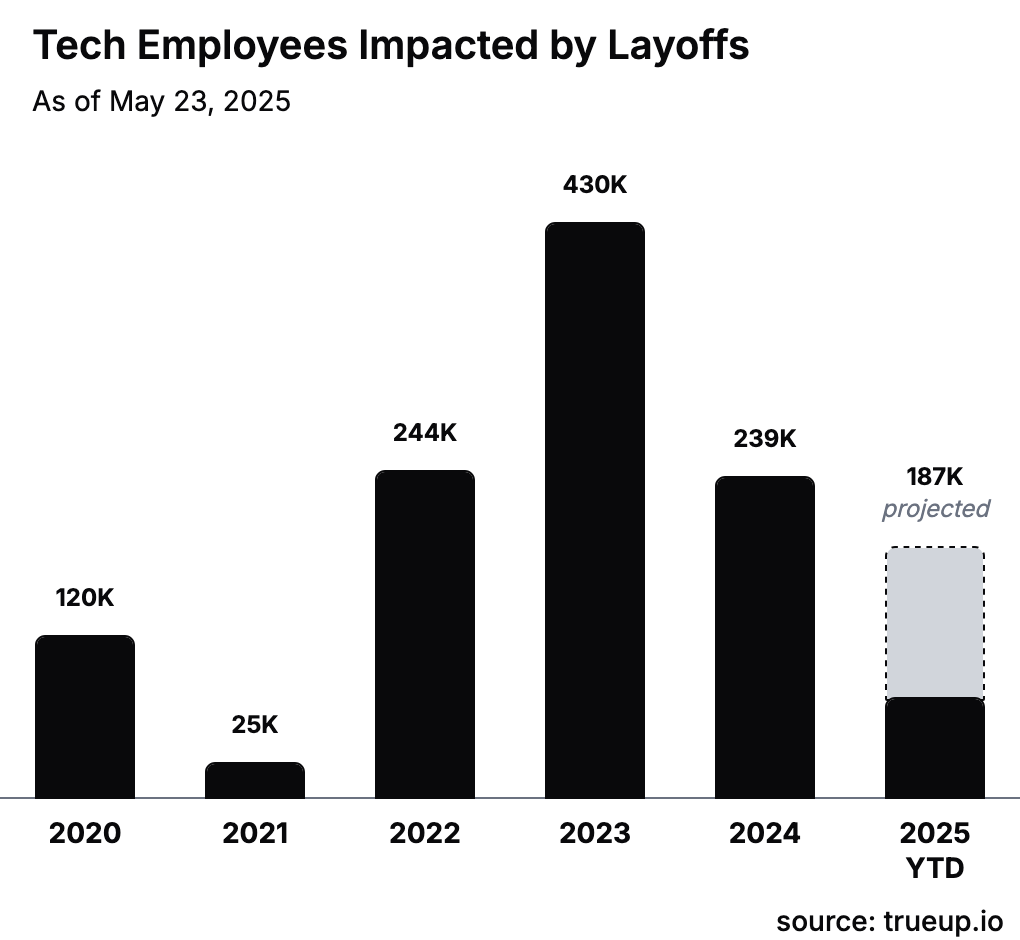 Tech Employees Impacted by Layoffs
As of May 23, 2025
430K
244K
239K
187K
projected
120K
25K
2020 2021 2022 2023 2024 2025
YTD
source: trueup.io